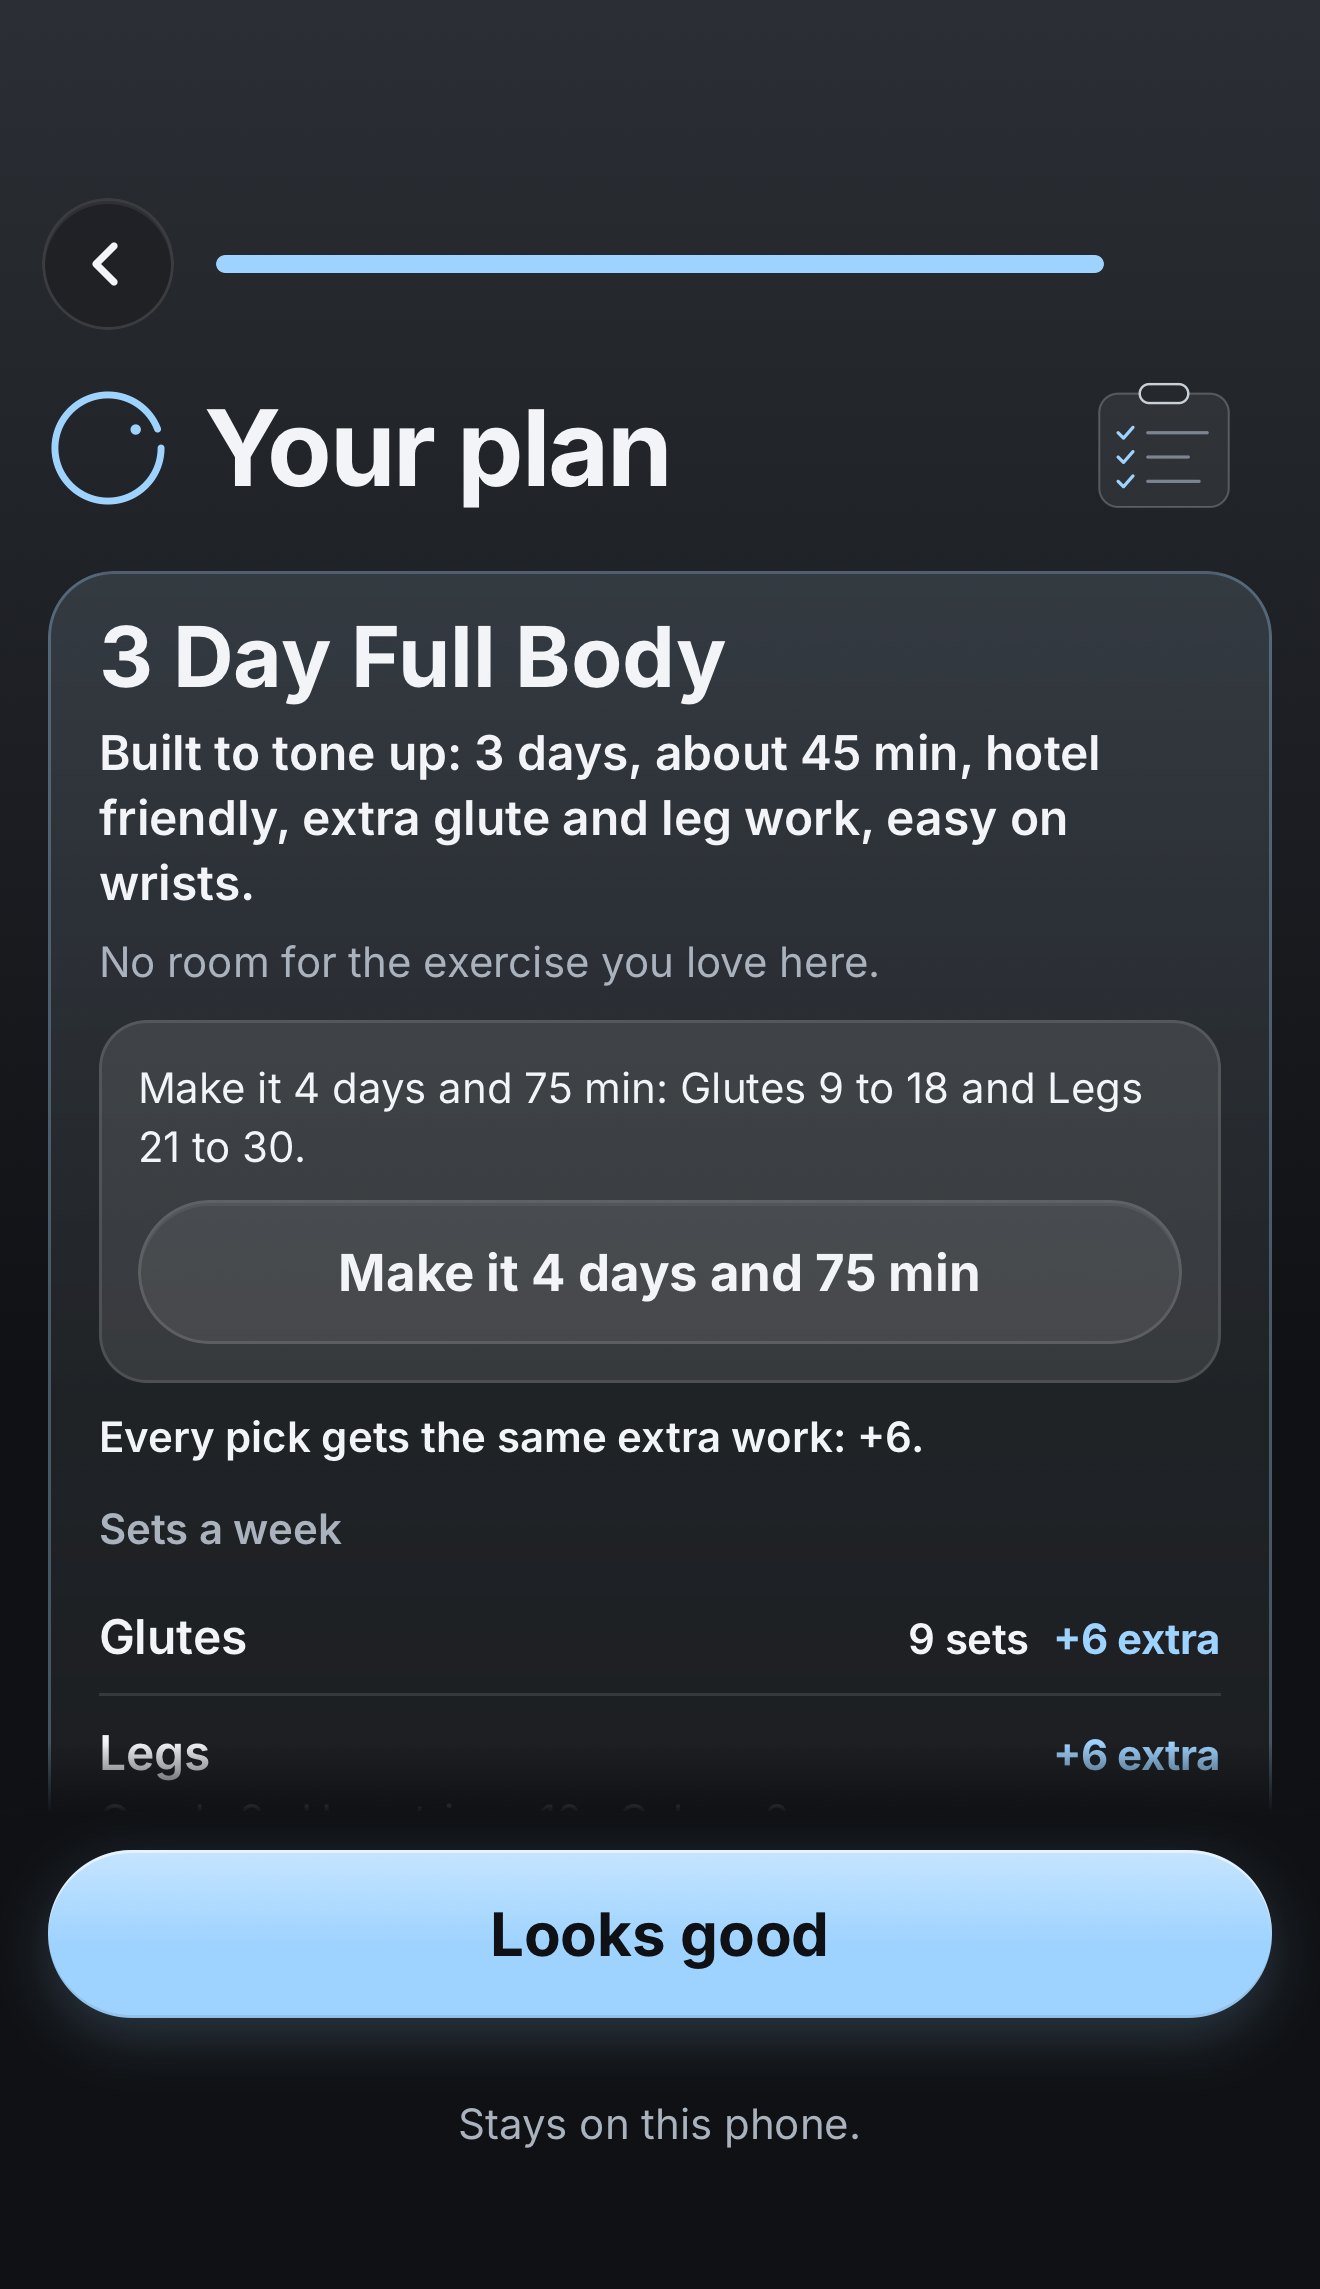 Your plan
3 Day Full Body
Built to tone up: 3 days, about 45 min, hotel
friendly, extra glute and leg work, easy on
wrists.
No room for the exercise you love here.
Make it 4 days and 75 min: Glutes 9 to 18 and Legs
21 to 30.
Make it 4 days and 75 min
Every pick gets the same extra work: +6.
Sets a week
Glutes 9 sets +6 extra
Legs +6 extra
Looks good
Stays on this phone.